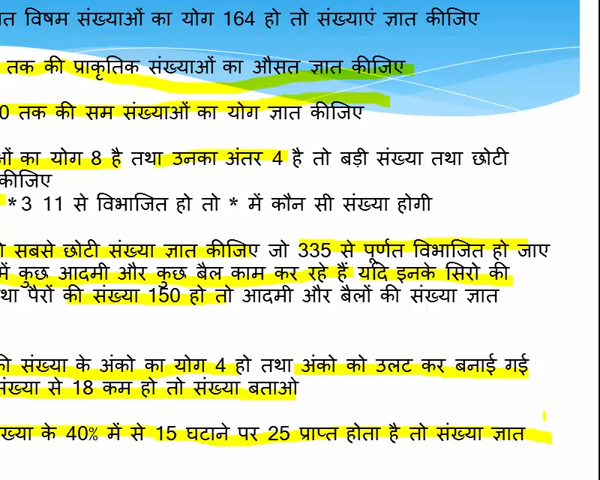 विषम संख्याओं का योग 164 हो तो संख्याएं ज्ञात कीजिए
तक की प्राकृतिक संख्याओं का औसत ज्ञात कीजिए
0 तक की सम संख्याओं का योग ज्ञात कीजिए
का योग 8 है तथा उनका अंतर 4 है तो बड़ी संख्या तथा छोटी
कीजिए
*3 11 से विभाजित हो तो * में कौन सी संख्या होगी
सबसे छोटी संख्या ज्ञात कीजिए जो 335 से पूर्णत विभाजित हो जाए
में कुछ आदमी और कुछ बैल काम कर रहे हैं यदि इनके सिरो की
पैरों की संख्या 150 हो तो आदमी और बैलों की संख्या ज्ञात
संख्या के अंको का योग 4 हो तथा अंको को उलट कर बनाई गई
संख्या से 18 कम हो तो संख्या बताओ
के 40% में से 15 घटाने पर 25 प्राप्त होता है तो संख्या ज्ञात